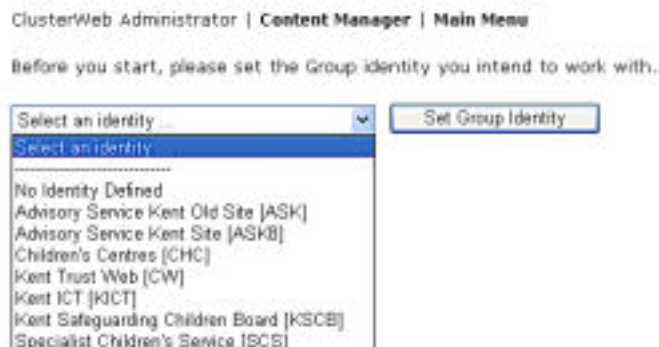 ClusterWeb Administrator | Content Manager | Main Menu
Before you start, please set the Group identity you intend to work with.
Select an identity ... Set Group Identity
Select an identity ...
----------------------------
No Identity Defined
Advisory Service Kent Old Site [ASK]
Advisory Service Kent Site [ASK8]
Children's Centres [CHC]
Kent Trust Web [CW]
Kent ICT [KICT]
Kent Safeguarding Children Board [KSCB]
Specialist Children's Service [SCS]